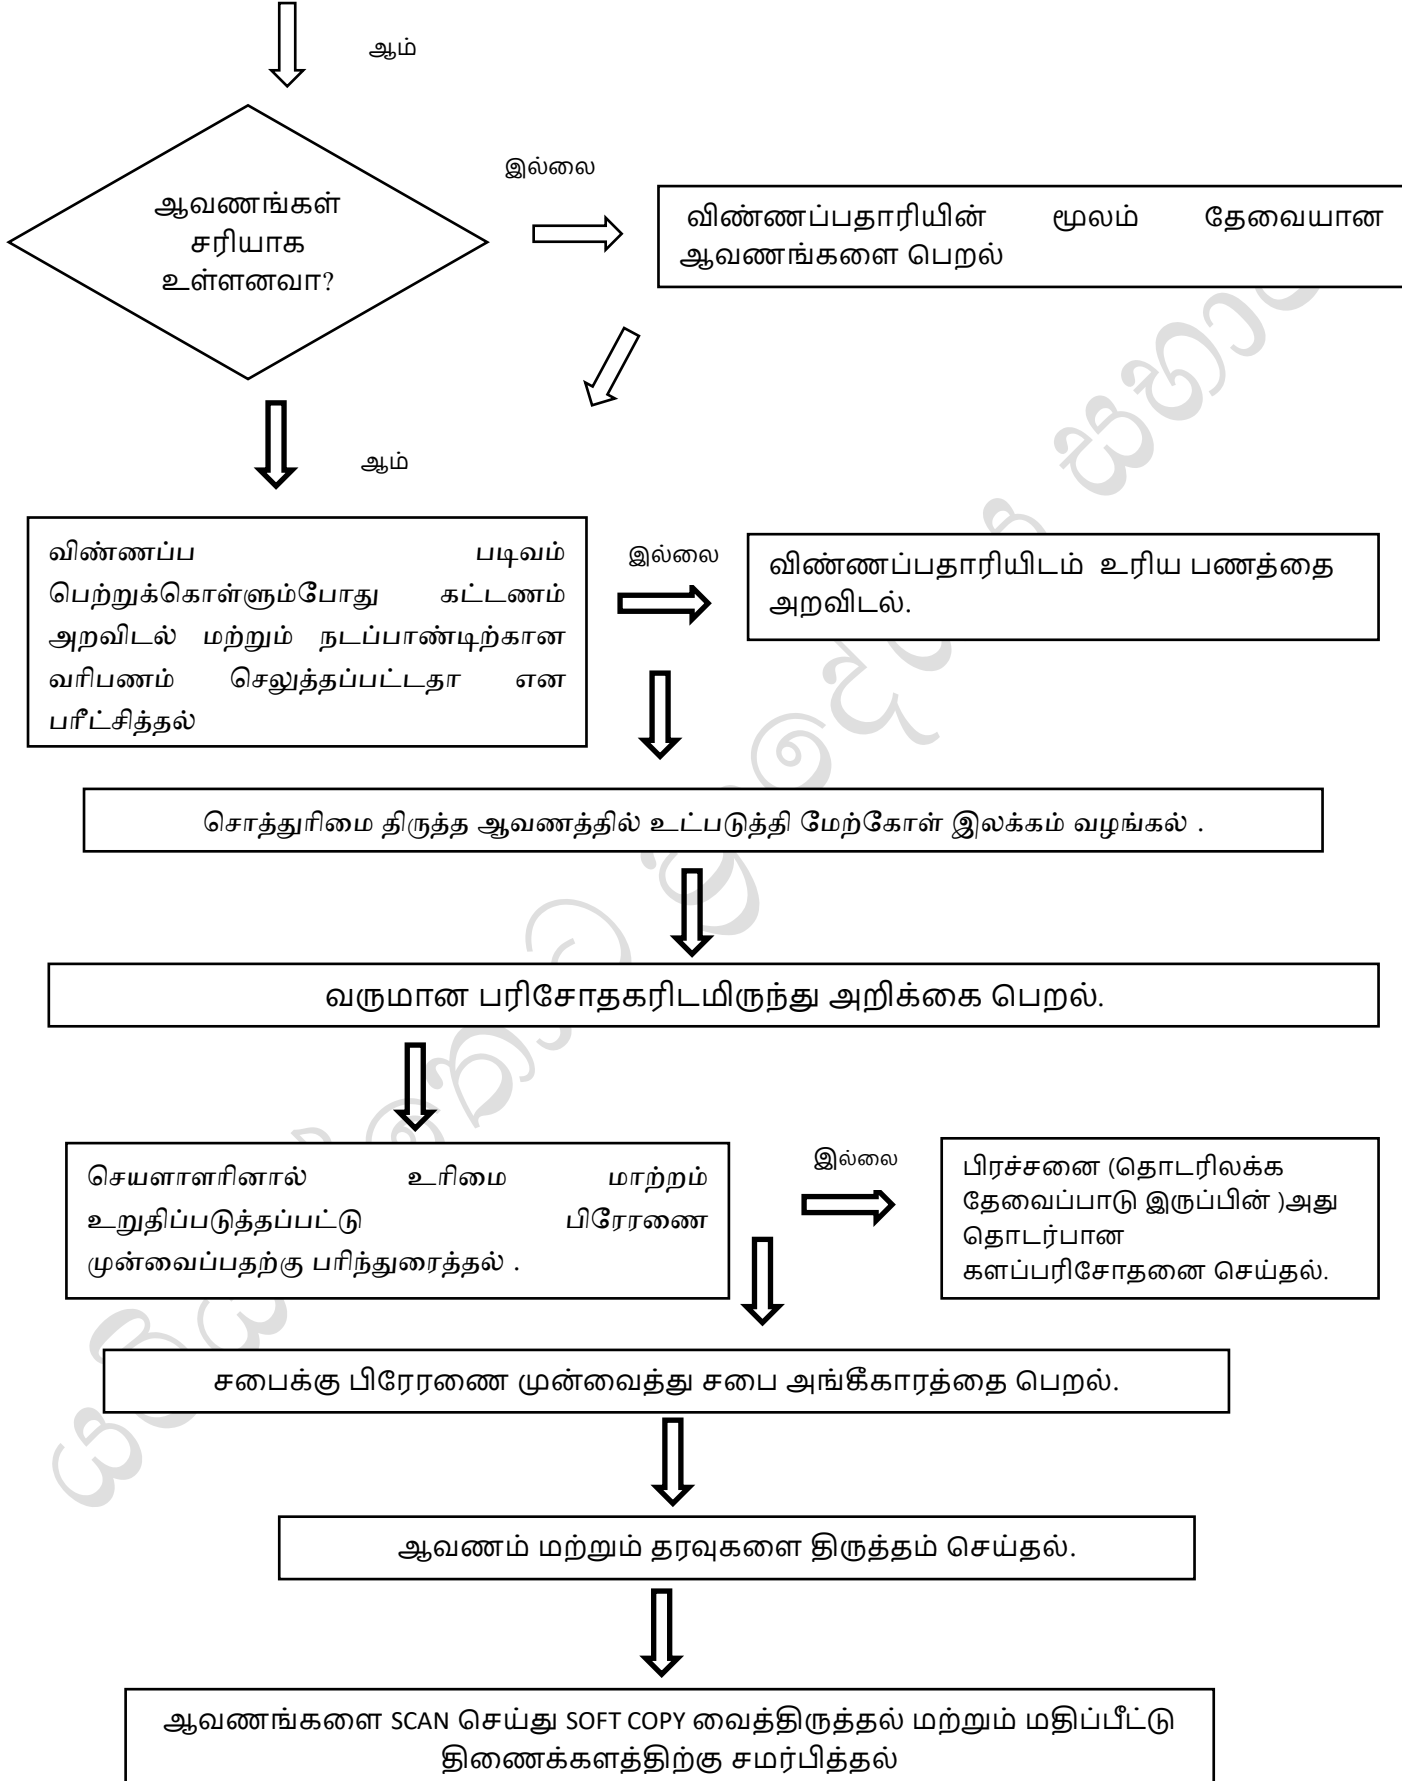 ஆம்
ஆவணங்கள்
சரியாக
உள்ளனவா?
இல்லை
விண்ணப்பதாரியின் மூலம் தேவையான
ஆவணங்களை பெறல்
ஆம்
விண்ணப்ப படிவம்
பெற்றுக்கொள்ளும்போது கட்டணம்
அறவிடல் மற்றும் நடப்பாண்டிற்கான
வரிபணம் செலுத்தப்பட்டதா என
பரீட்சித்தல்
இல்லை
விண்ணப்பதாரியிடம் உரிய பணத்தை
அறவிடல்.
சொத்துரிமை திருத்த ஆவணத்தில் உட்படுத்தி மேற்கோள் இலக்கம் வழங்கல் .
வருமான பரிசோதகரிடமிருந்து அறிக்கை பெறல்.
செயளாளரினால் உரிமை மாற்றம்
உறுதிப்படுத்தப்பட்டு பிரேரணை
முன்வைப்பதற்கு பரிந்துரைத்தல் .
இல்லை
பிரச்சனை (தொடரிலக்க
தேவைப்பாடு இருப்பின் )அது
தொடர்பான
களப்பரிசோதனை செய்தல்.
சபைக்கு பிரேரணை முன்வைத்து சபை அங்கீகாரத்தை பெறல்.
ஆவணம் மற்றும் தரவுகளை திருத்தம் செய்தல்.
ஆவணங்களை SCAN செய்து SOFT COPY வைத்திருத்தல் மற்றும் மதிப்பீட்டு
திணைக்களத்திற்கு சமர்பித்தல்